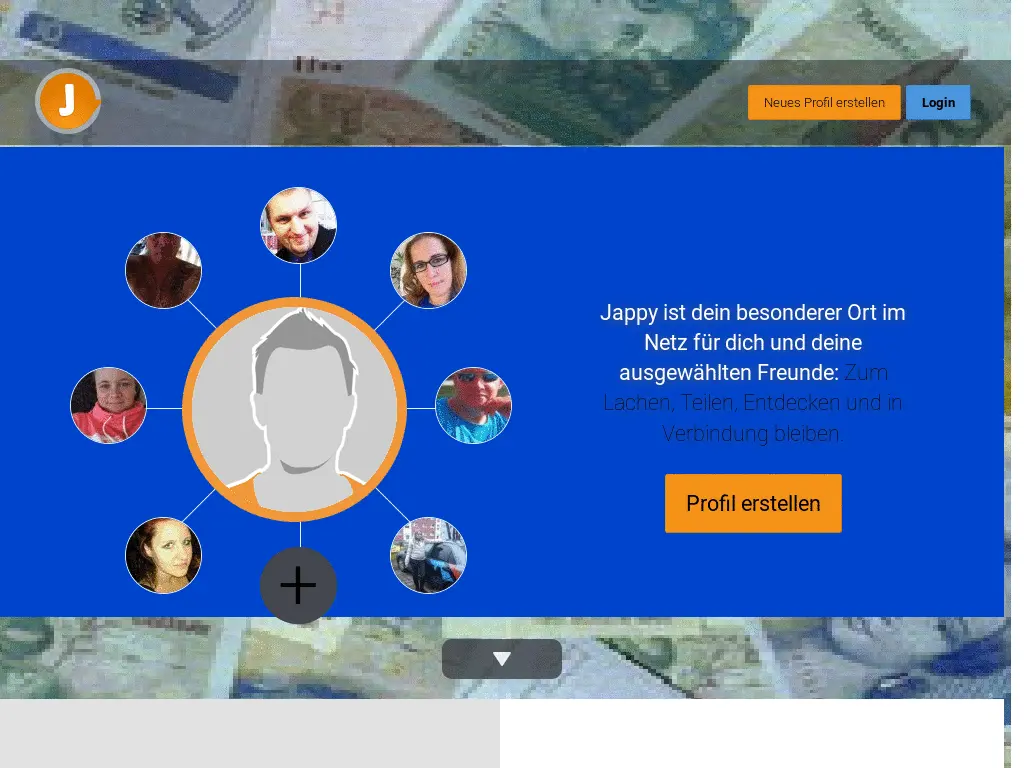 J
Neues Profil erstellen
Login
Jappy ist dein besonderer Ort im
Netz für dich und deine
ausgewählten Freunde: Zum
Lachen, Teilen, Entdecken und in
Verbindung bleiben.
Profil erstellen